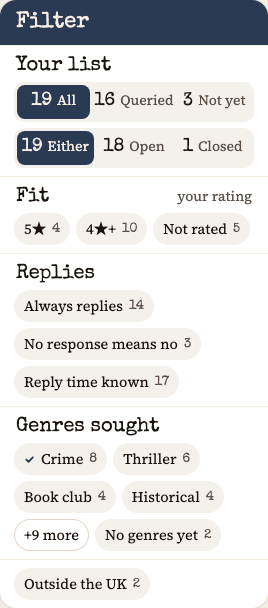 Filter
Your list
19 All 16 Queried 3 Not yet
19 Either 18 Open 1 Closed
Fit your rating
5★ 4 4★+ 10 Not rated 5
Replies
Always replies 14
No response means no 3
Reply time known 17
Genres sought
✓ Crime 8 Thriller 6
Book club 4 Historical 4
+9 more No genres yet 2
Outside the UK 2